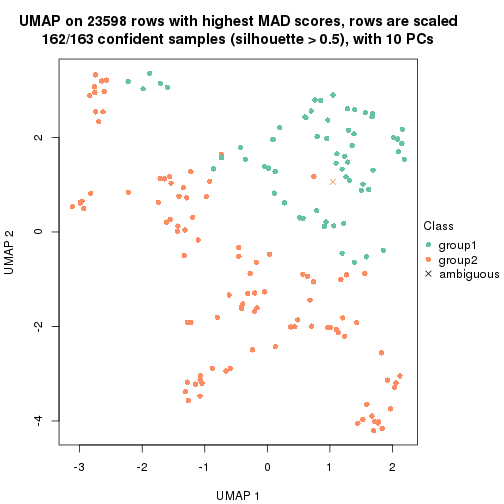 UMAP on 23598 rows with highest MAD scores, rows are scaled
162/163 confident samples (silhouette > 0.5), with 10 PCs
UMAP 2
2
0
-2
-4
-3
-2
-1
0
1
2
UMAP 1
Class
group1
group2
ambiguous